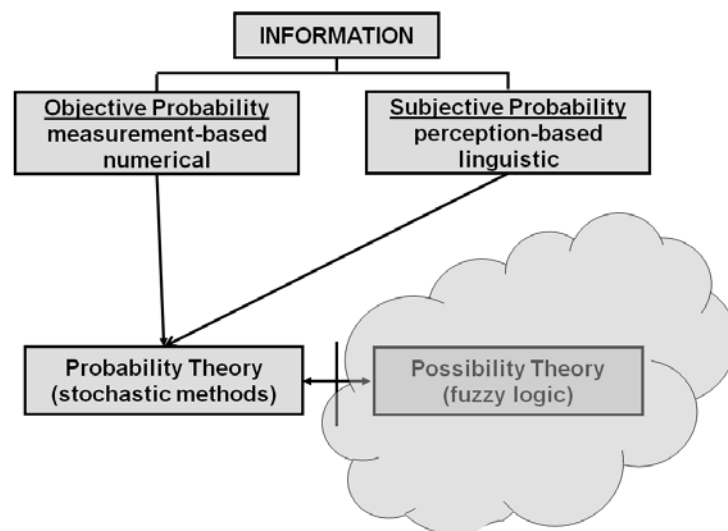 INFORMATION
Objective Probability
measurement-based
numerical
Subjective Probability
perception-based
linguistic
Probability Theory
(stochastic methods)
Possibility Theory
(fuzzy logic)